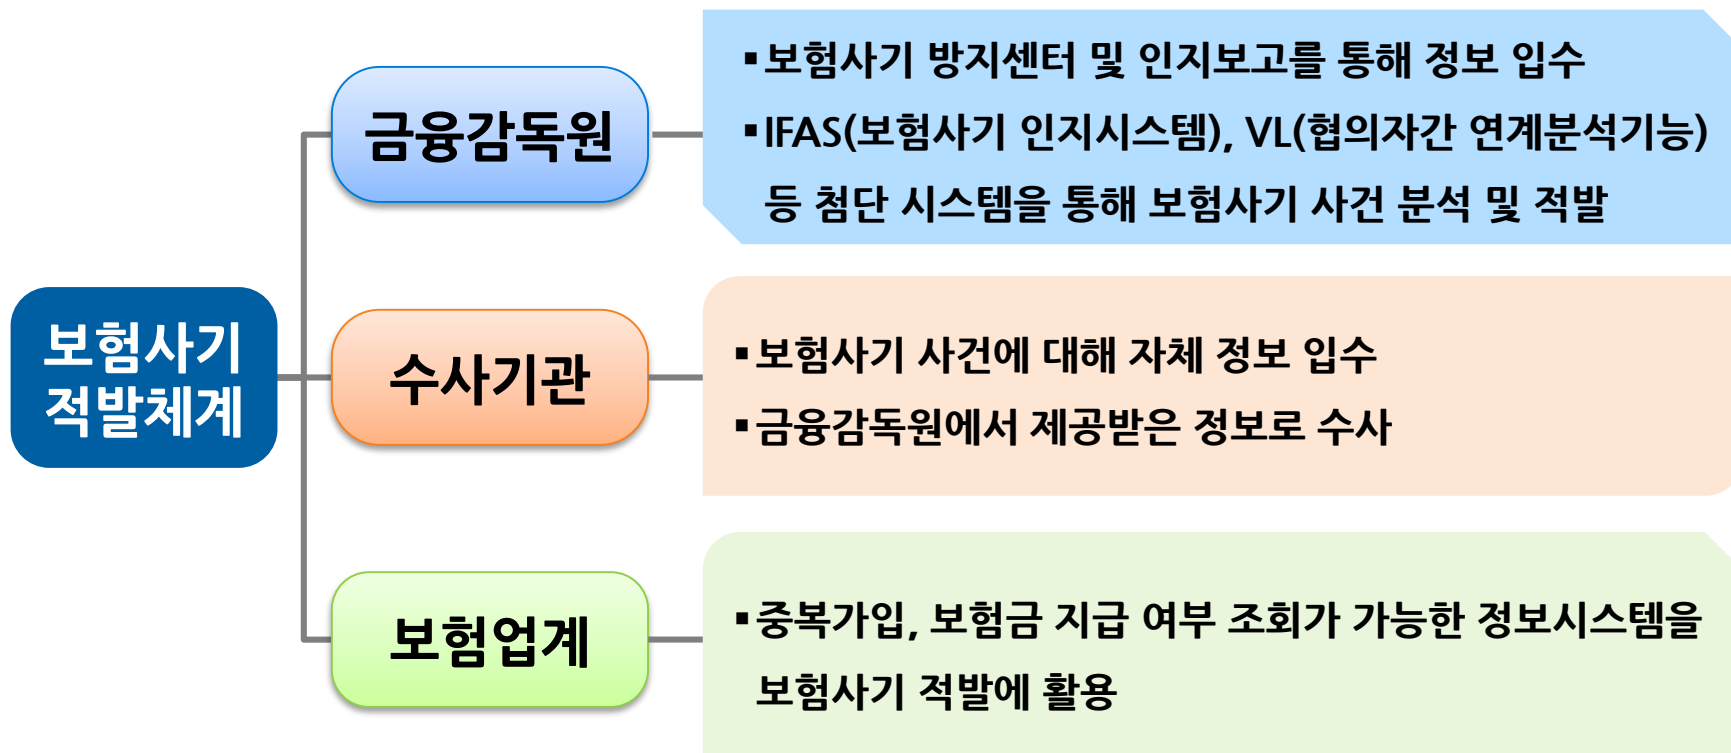 보험사기
적발체계
금융감독원
▪보험사기 방지센터 및 인지보고를 통해 정보 입수
▪IFAS(보험사기 인지시스템), VL(협의자간 연계분석기능)
등 첨단 시스템을 통해 보험사기 사건 분석 및 적발
수사기관
▪보험사기 사건에 대해 자체 정보 입수
▪금융감독원에서 제공받은 정보로 수사
보험업계
▪중복가입, 보험금 지급 여부 조회가 가능한 정보시스템을
보험사기 적발에 활용